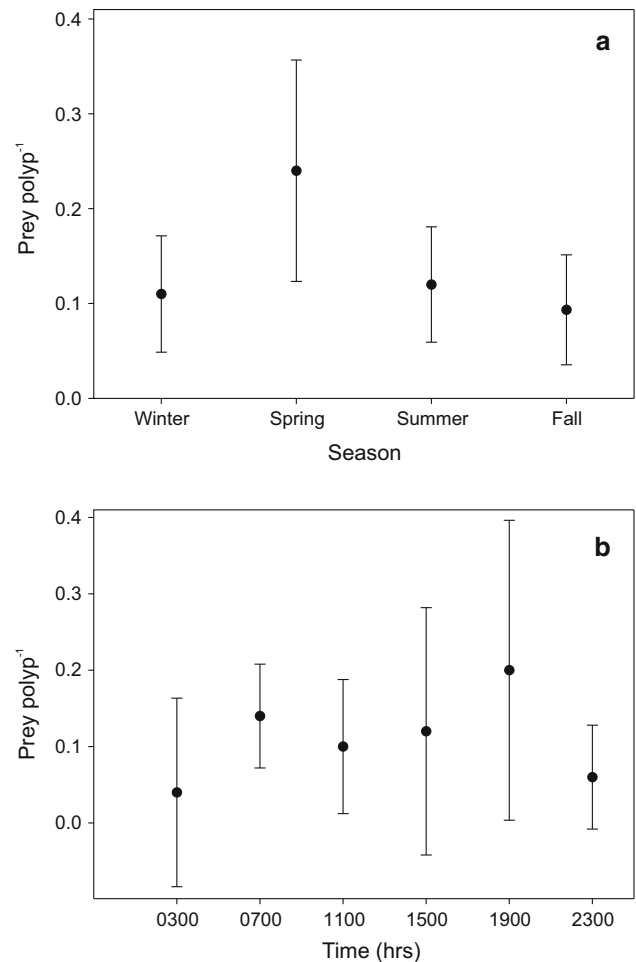 a
0.4
0.3
0.2
0.1
0.0
Prey polyp⁻¹
Winter Spring Summer Fall
Season
b
0.4
0.3
0.2
0.1
0.0
Prey polyp⁻¹
0300 0700 1100 1500 1900 2300
Time (hrs)